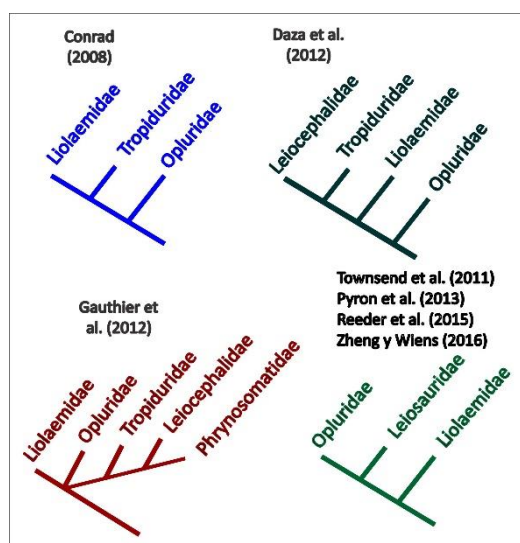 Conrad
(2008)
Liolaemidae
Tropiduridae
Opluridae
Daza et al.
(2012)
Leiocephalidae
Tropiduridae
Liolaemidae
Opluridae
Gauthier et
al. (2012)
Liolaemidae
Opluridae
Tropiduridae
Leiocephalidae
Phrynosomatidae
Townsend et al. (2011)
Pyron et al. (2013)
Reeder et al. (2015)
Zheng y Wiens (2016)
Opluridae
Leiosauridae
Liolaemidae